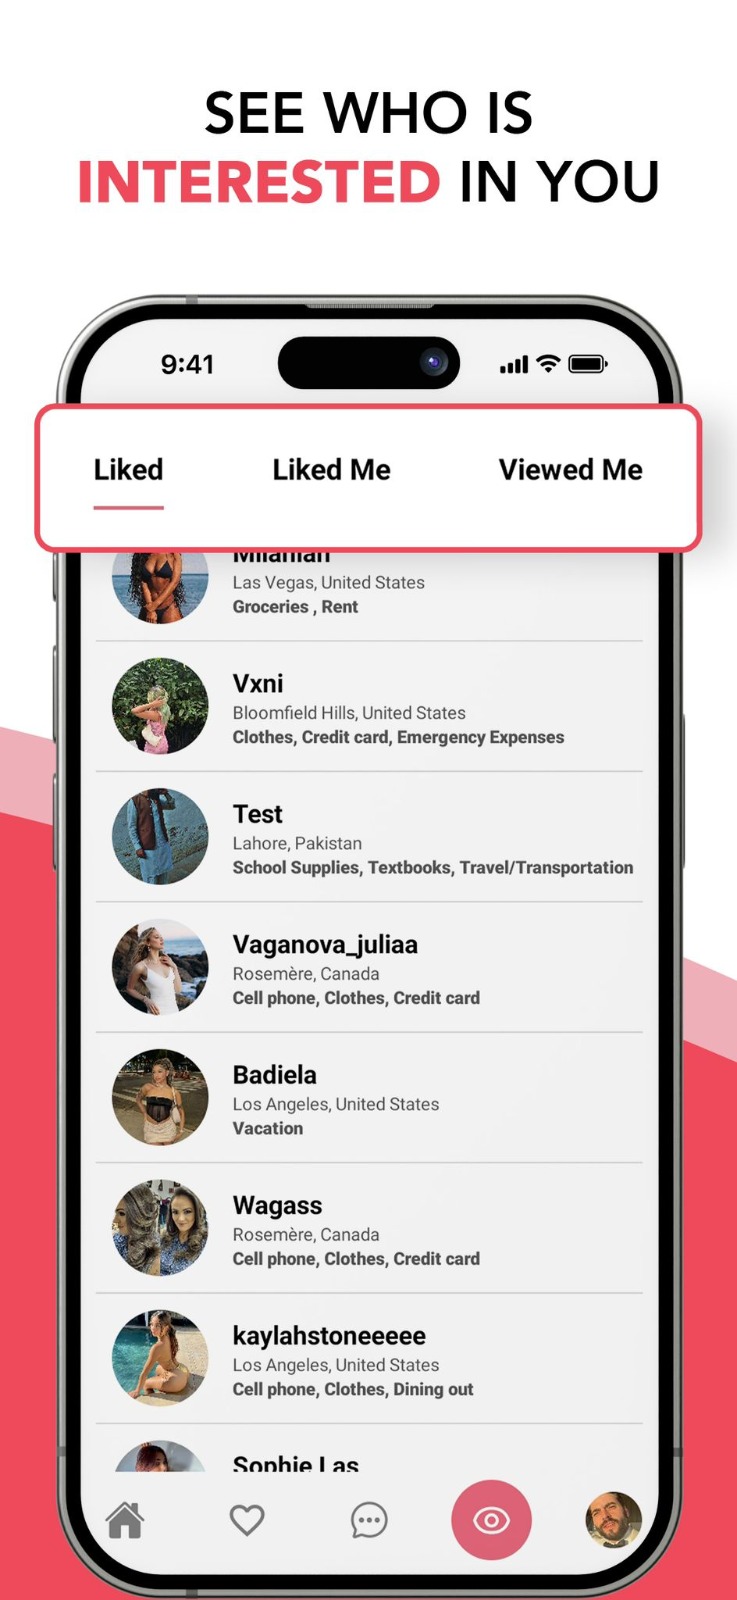 SEE WHO IS
INTERESTED IN YOU
9:41
Liked Liked Me Viewed Me
Las Vegas, United States
Groceries , Rent
Vxni
Bloomfield Hills, United States
Clothes, Credit card, Emergency Expenses
Test
Lahore, Pakistan
School Supplies, Textbooks, Travel/Transportation
Vaganova_juliaa
Rosemère, Canada
Cell phone, Clothes, Credit card
Badiela
Los Angeles, United States
Vacation
Wagass
Rosemère, Canada
Cell phone, Clothes, Credit card
kaylahstoneeeee
Los Angeles, United States
Cell phone, Clothes, Dining out
Sophie Las